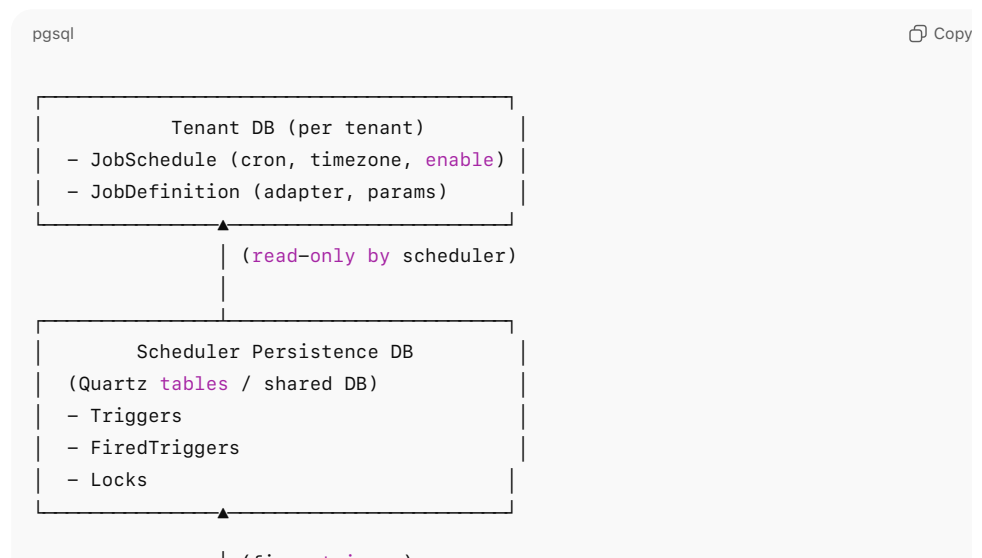 pgsql
Copy
Tenant DB (per tenant)
– JobSchedule (cron, timezone, enable)
– JobDefinition (adapter, params)
(read–only by scheduler)
Scheduler Persistence DB
(Quartz tables / shared DB)
– Triggers
– FiredTriggers
– Locks